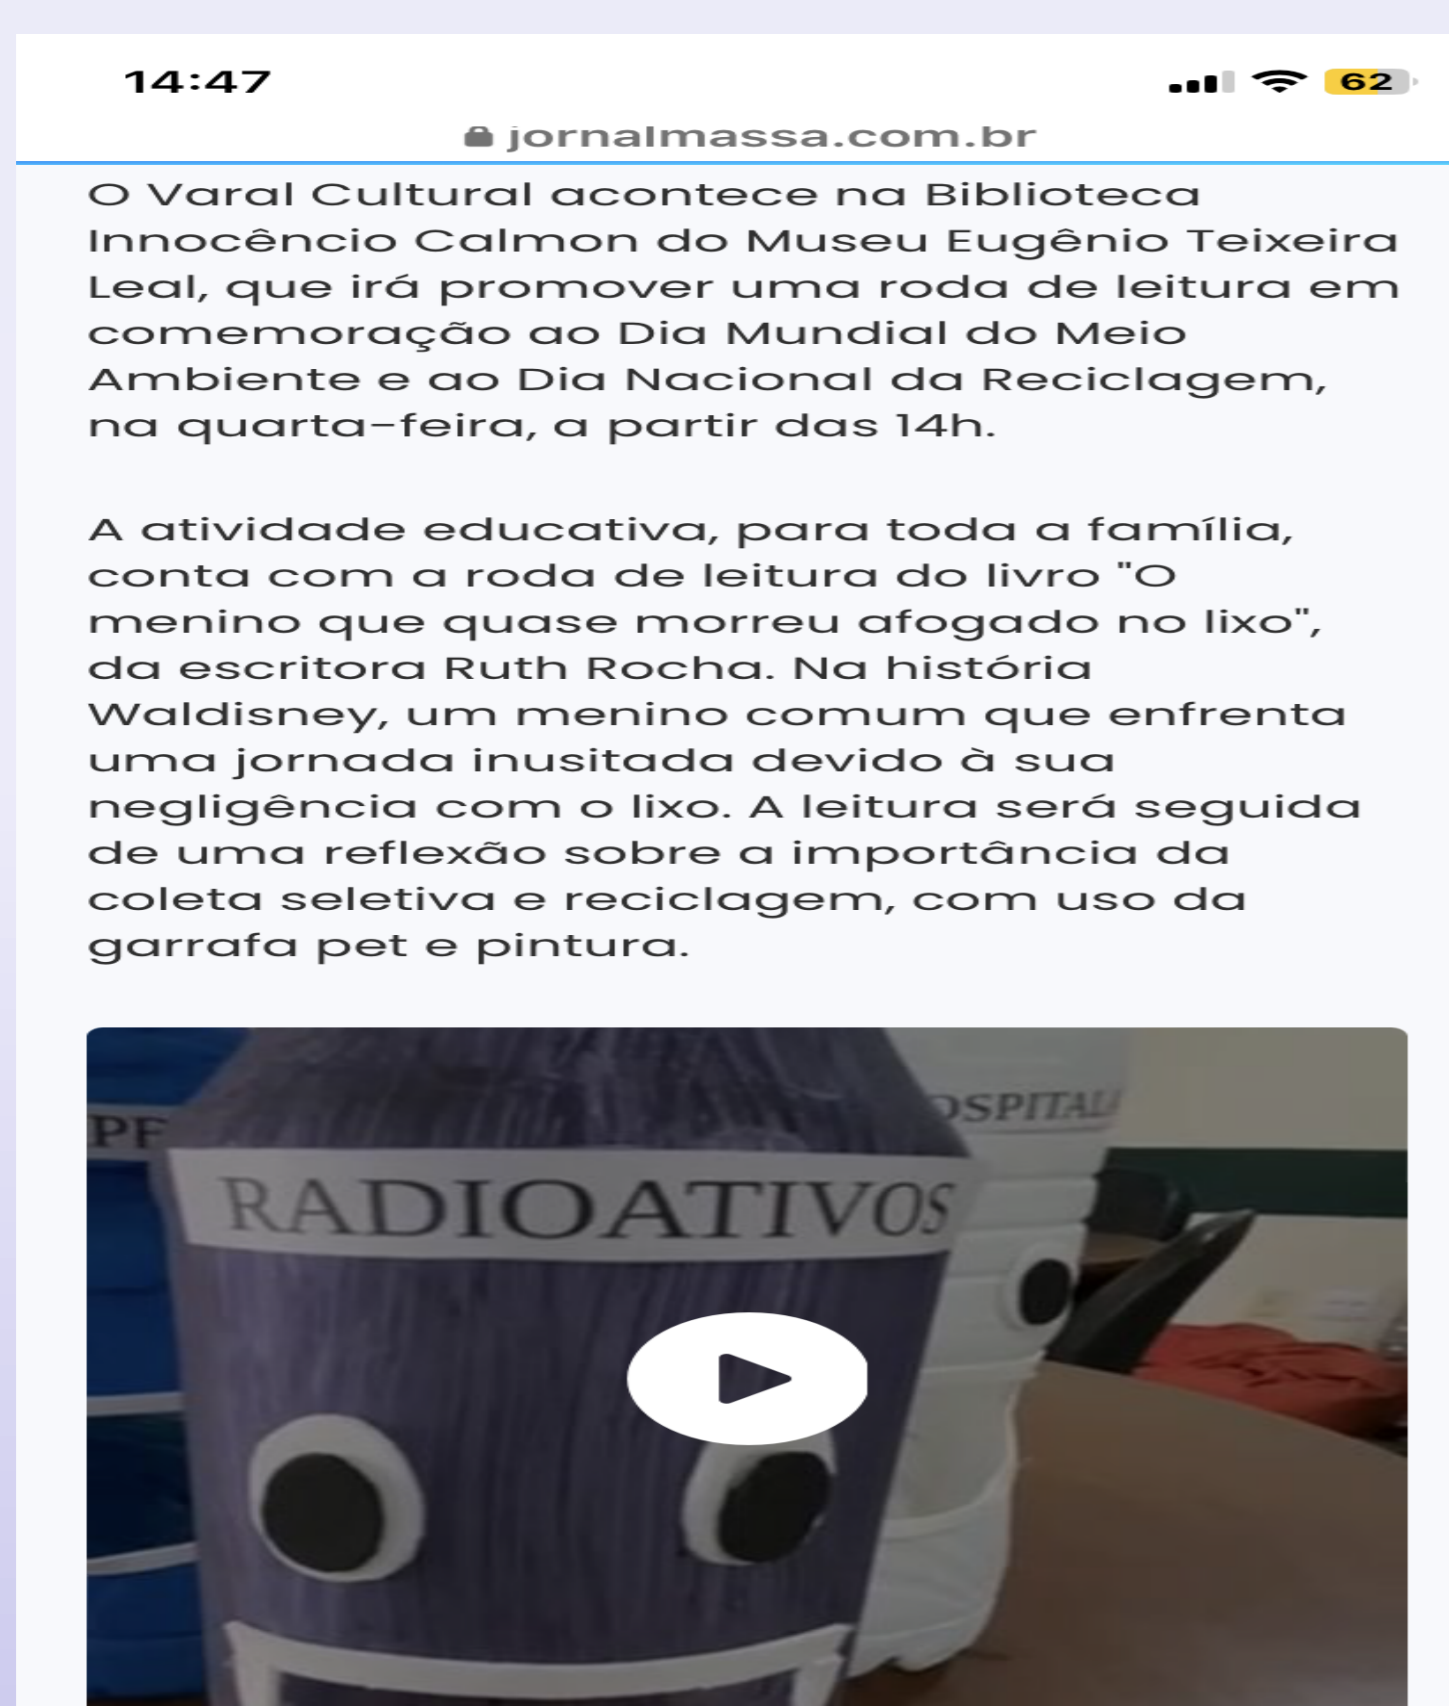 14:47
62
jornalmassa.com.br
O Varal Cultural acontece na Biblioteca
Innocêncio Calmon do Museu Eugênio Teixeira
Leal, que irá promover uma roda de leitura em
comemoração ao Dia Mundial do Meio
Ambiente e ao Dia Nacional da Reciclagem,
na quarta-feira, a partir das 14h.
A atividade educativa, para toda a família,
conta com a roda de leitura do livro "O
menino que quase morreu afogado no lixo",
da escritora Ruth Rocha. Na história
Waldisney, um menino comum que enfrenta
uma jornada inusitada devido à sua
negligência com o lixo. A leitura será seguida
de uma reflexão sobre a importância da
coleta seletiva e reciclagem, com uso da
garrafa pet e pintura.
RADIOATIVOS